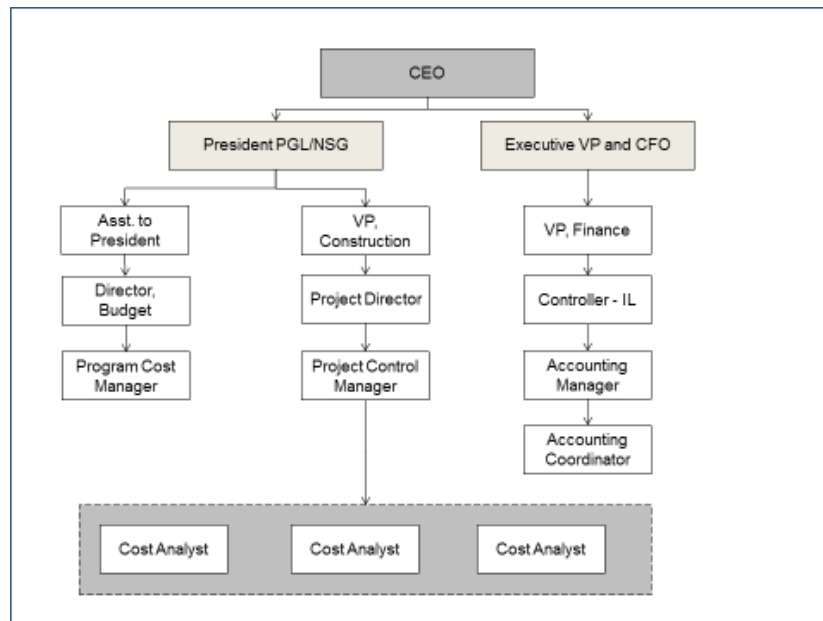 CEO
President PGL/NSG
Executive VP and CFO
Asst. to
President
VP,
Construction
VP, Finance
Director,
Budget
Project Director
Controller - IL
Program Cost
Manager
Project Control
Manager
Accounting
Manager
Accounting
Coordinator
Cost Analyst
Cost Analyst
Cost Analyst